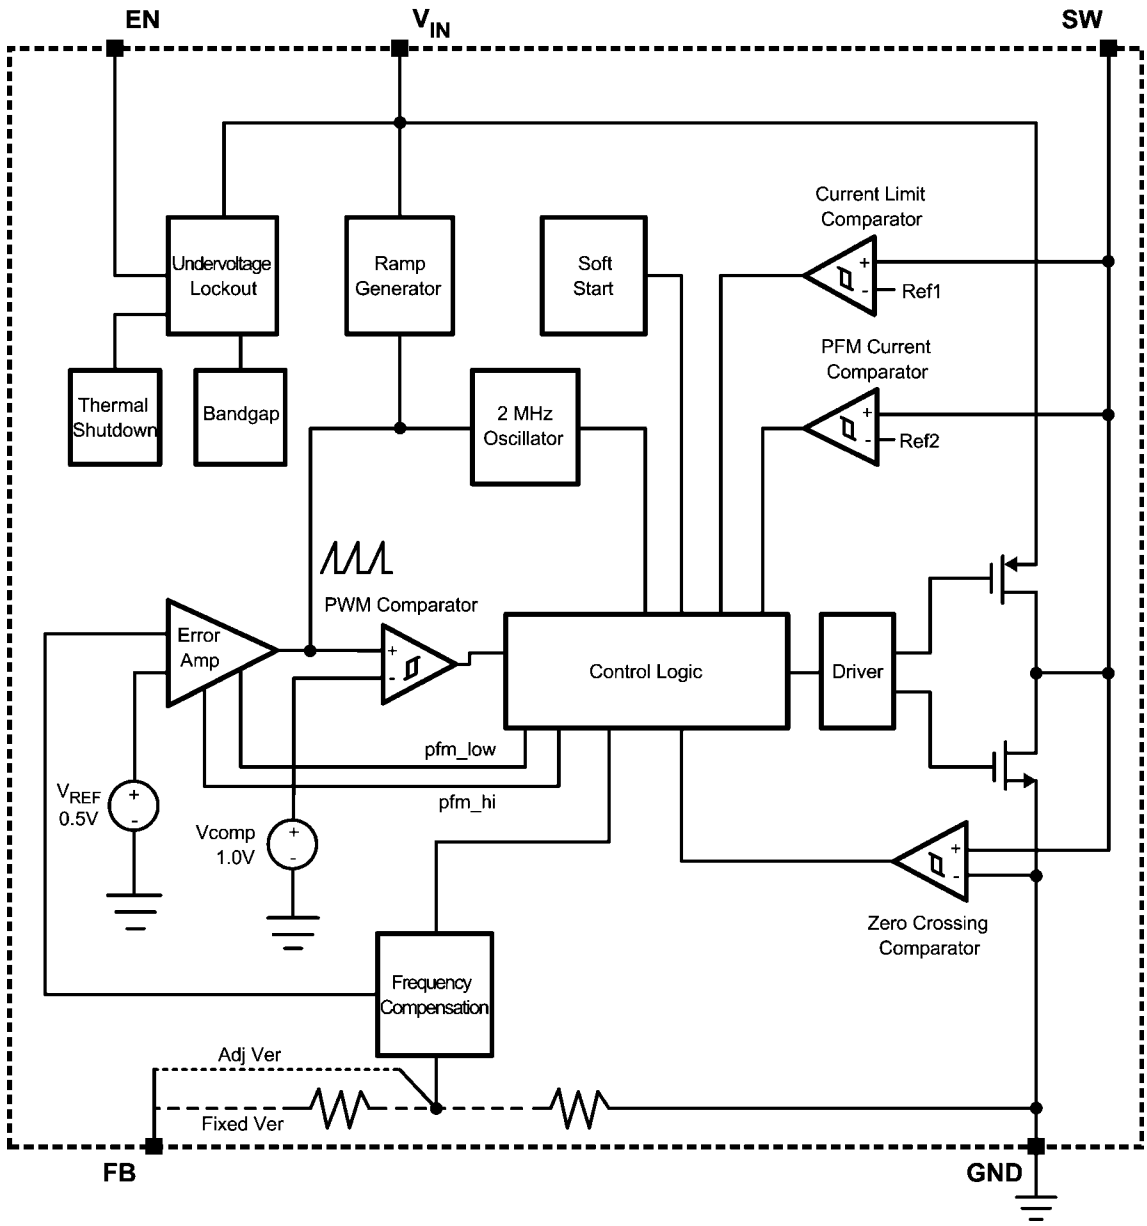 EN
VIN
SW
Current Limit
Comparator
+
-
Ref1
Undervoltage
Lockout
Ramp
Generator
Soft
Start
PFM Current
Comparator
+
-
Ref2
Thermal
Shutdown
Bandgap
2 MHz
Oscillator
PWM Comparator
Error
Amp
+
-
Control Logic
Driver
pfm_low
pfm_hi
VREF
0.5V
+
-
Vcomp
1.0V
+
-
+
-
Zero Crossing
Comparator
Frequency
Compensation
Adj Ver
Fixed Ver
FB
GND